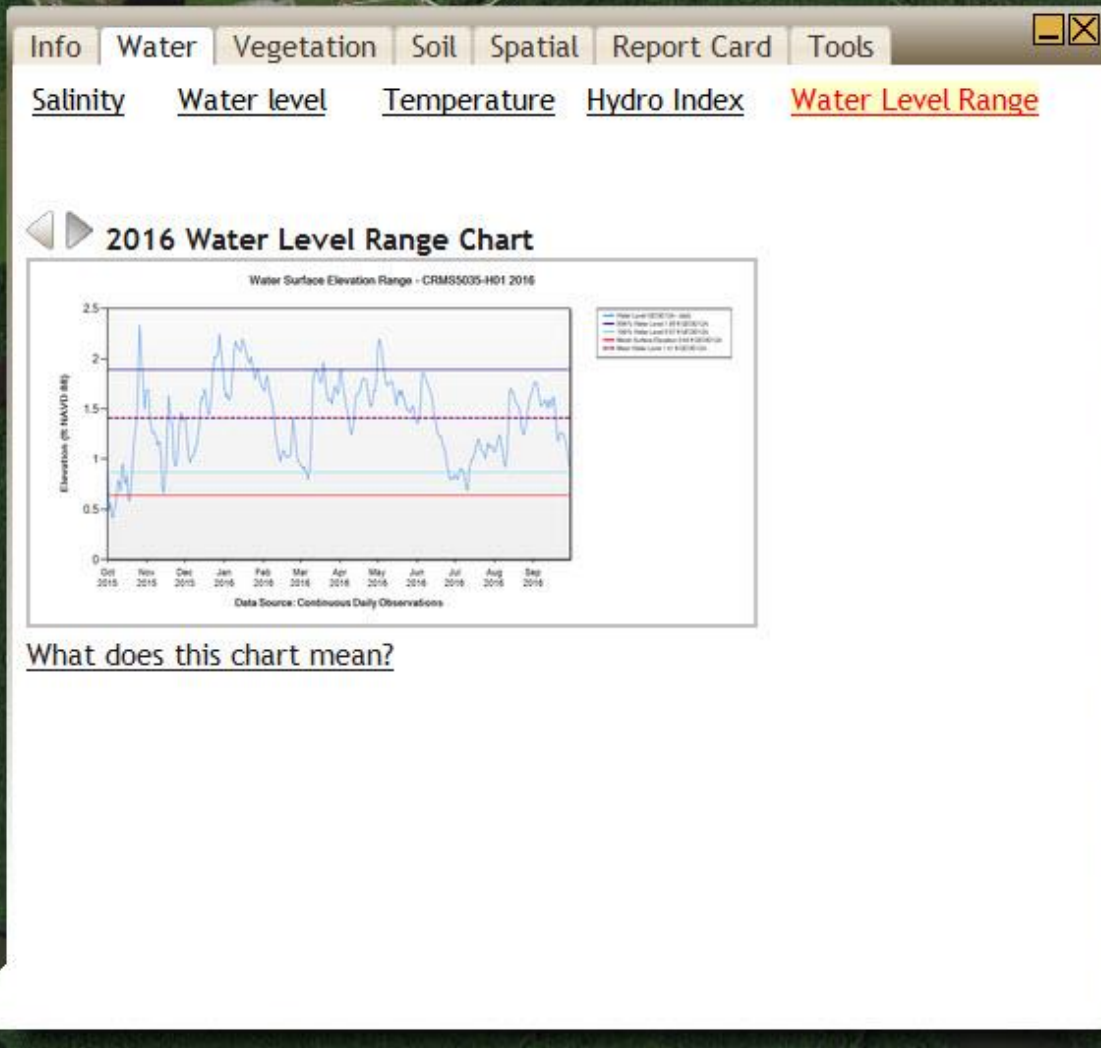 Info Water Vegetation Soil Spatial Report Card Tools
Salinity Water level Temperature Hydro Index Water Level Range
2016 Water Level Range Chart
Water Surface Elevation Range - CRMS5035-H01 2016
Elevation (ft NAVD 88)
2.5
2
1.5
1
0.5
0
Oct Nov Dec Jan Feb Mar Apr May Jun Jul Aug Sep
2015 2015 2015 2016 2016 2016 2016 2016 2016 2016 2016 2016
Data Source: Continuous Daily Observations
What does this chart mean?